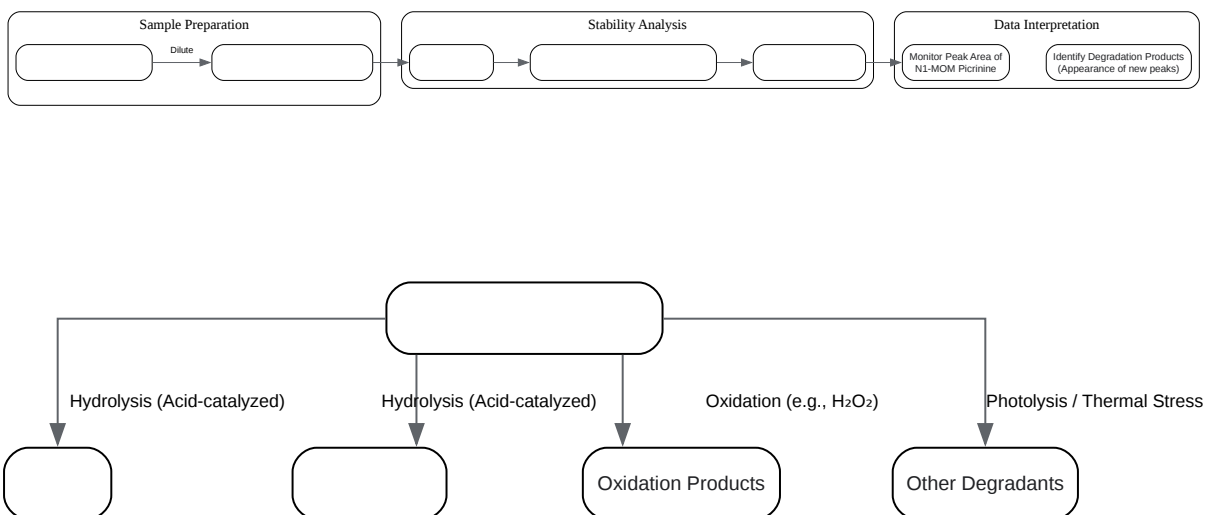 Sample Preparation
Stability Analysis
Data Interpretation
Dilute
Monitor Peak Area of
N1-MOM Picrinine
Identify Degradation Products
(Appearance of new peaks)
Hydrolysis (Acid-catalyzed)
Hydrolysis (Acid-catalyzed)
Oxidation (e.g., H₂O₂)
Photolysis / Thermal Stress
Oxidation Products
Other Degradants